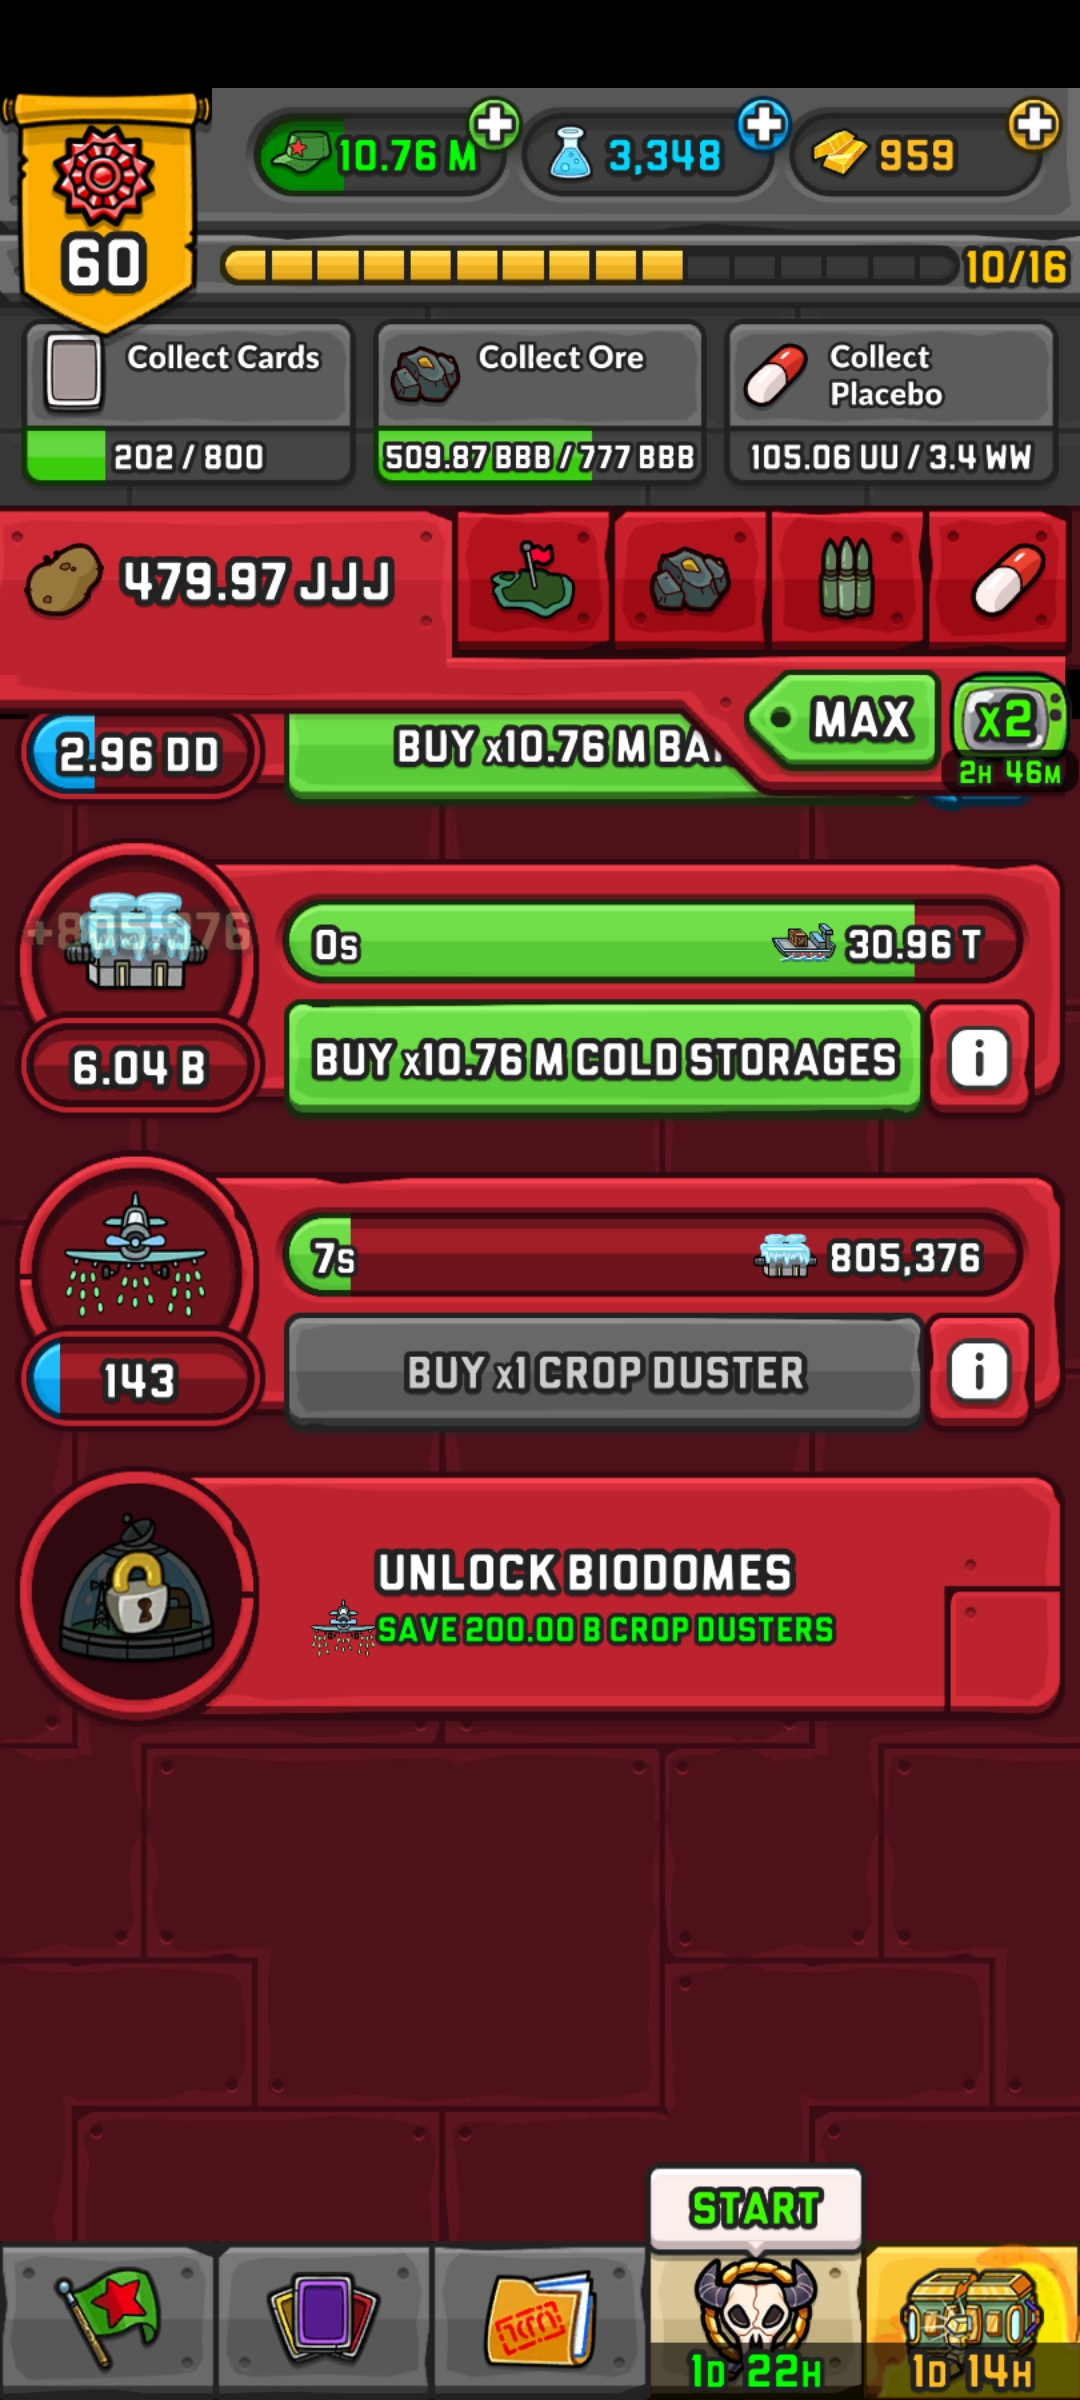 60
10.76 M
3,348
959
10/16
Collect Cards
202 / 800
Collect Ore
509.87 BBB / 777 BBB
Collect
Placebo
105.06 UU / 3.4 WW
479.97 JJJ
MAX
x2
2H 46M
2.96 DD
BUY x10.76 M BA
+805,376
0s
30.96 T
6.04 B
BUY x10.76 M COLD STORAGES
i
7s
805,376
143
BUY x1 CROP DUSTER
i
UNLOCK BIODOMES
SAVE 200.00 B CROP DUSTERS
START
1D 22H
1D 14H